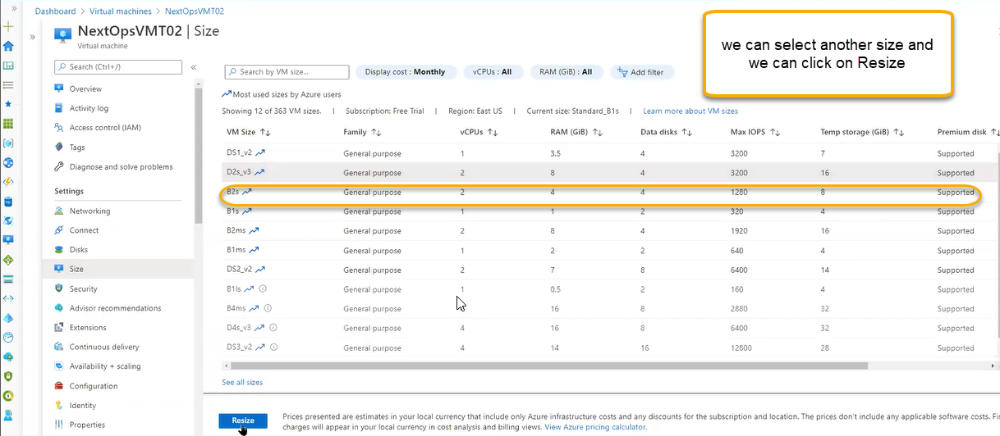 Dashboard > Virtual machines > NextOpsVMT02
NextOpsVMT02 | Size
Virtual machine
we can select another size and
we can click on Resize
Search (Ctrl+/)
Overview
Activity log
Access control (IAM)
Tags
Diagnose and solve problems
Settings
Networking
Connect
Disks
Size
Security
Advisor recommendations
Extensions
Continuous delivery
Availability + scaling
Configuration
Identity
Properties
Search by VM size...
Display cost : Monthly
vCPUs : All
RAM (GiB) : All
Add filter
Most used sizes by Azure users
Showing 12 of 363 VM sizes. | Subscription: Free Trial | Region: East US | Current size: Standard_B1s | Learn more about VM sizes
VM Size Family vCPUs RAM (GiB) Data disks Max IOPS Temp storage (GiB) Premium disk
DS1_v2 General purpose 1 3.5 4 3200 7 Supported
D2s_v3 General purpose 2 8 4 3200 16 Supported
B2s General purpose 2 4 4 1280 8 Supported
B1s General purpose 1 1 2 320 4 Supported
B2ms General purpose 2 8 4 1920 16 Supported
B1ms General purpose 1 2 2 640 4 Supported
DS2_v2 General purpose 2 7 8 6400 14 Supported
B1ls General purpose 1 0.5 2 160 4 Supported
B4ms General purpose 16 8 2880 32 Supported
D4s_v3 General purpose 4 16 8 6400 32 Supported
DS3_v2 General purpose 4 14 16 12800 28 Supported
See all sizes
Resize
Prices presented are estimates in your local currency that include only Azure infrastructure costs and any discounts for the subscription and location. The prices don't include any applicable software costs.
charges will appear in your local currency in cost analysis and billing views. View Azure pricing calculator.